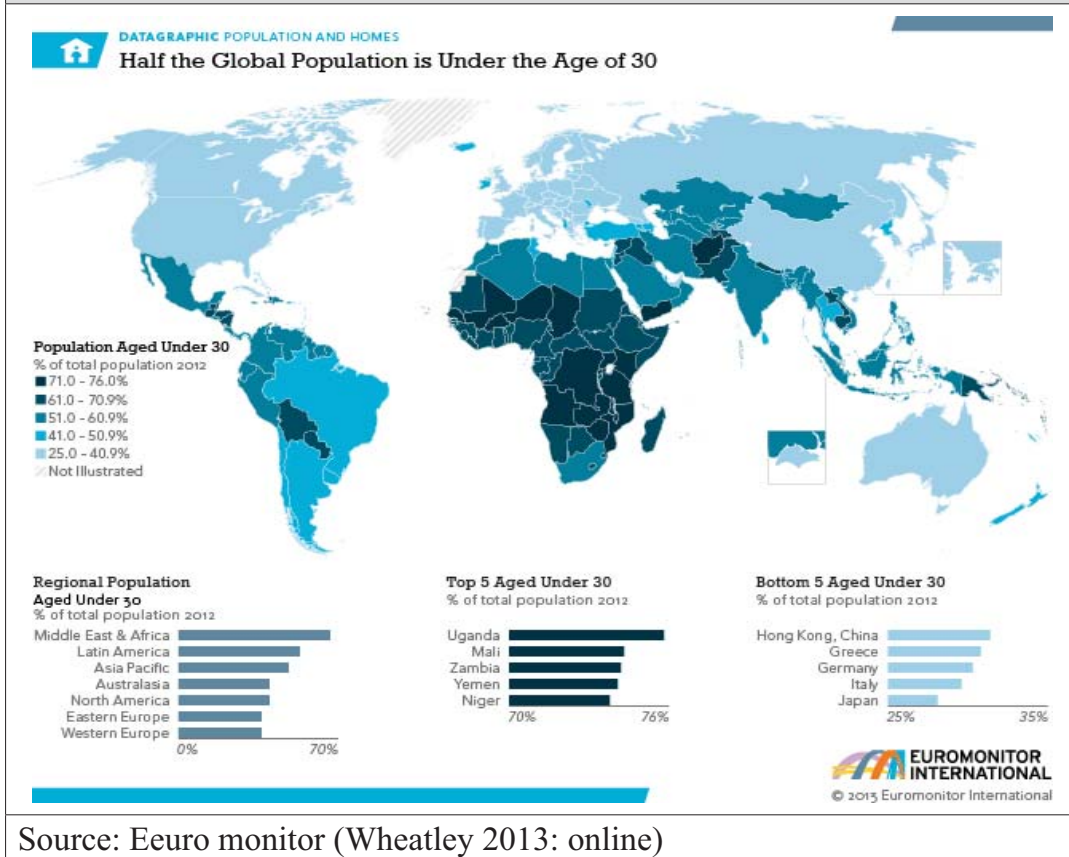 DATAGRAPHIC POPULATION AND HOMES
Half the Global Population is Under the Age of 30
Population Aged Under 30
% of total population 2012
71.0 - 76.0%
61.0 - 70.9%
51.0 - 60.9%
41.0 - 50.9%
25.0 - 40.9%
Not Illustrated
Regional Population
Aged Under 30
% of total population 2012
Middle East & Africa
Latin America
Asia Pacific
Australasia
North America
Eastern Europe
Western Europe
0% 70%
Top 5 Aged Under 30
% of total population 2012
Uganda
Mali
Zambia
Yemen
Niger
70% 76%
Bottom 5 Aged Under 30
% of total population 2012
Hong Kong, China
Greece
Germany
Italy
Japan
25% 35%
EUROMONITOR
INTERNATIONAL
© 2013 Euromonitor International
Source: Eeuro monitor (Wheatley 2013: online)